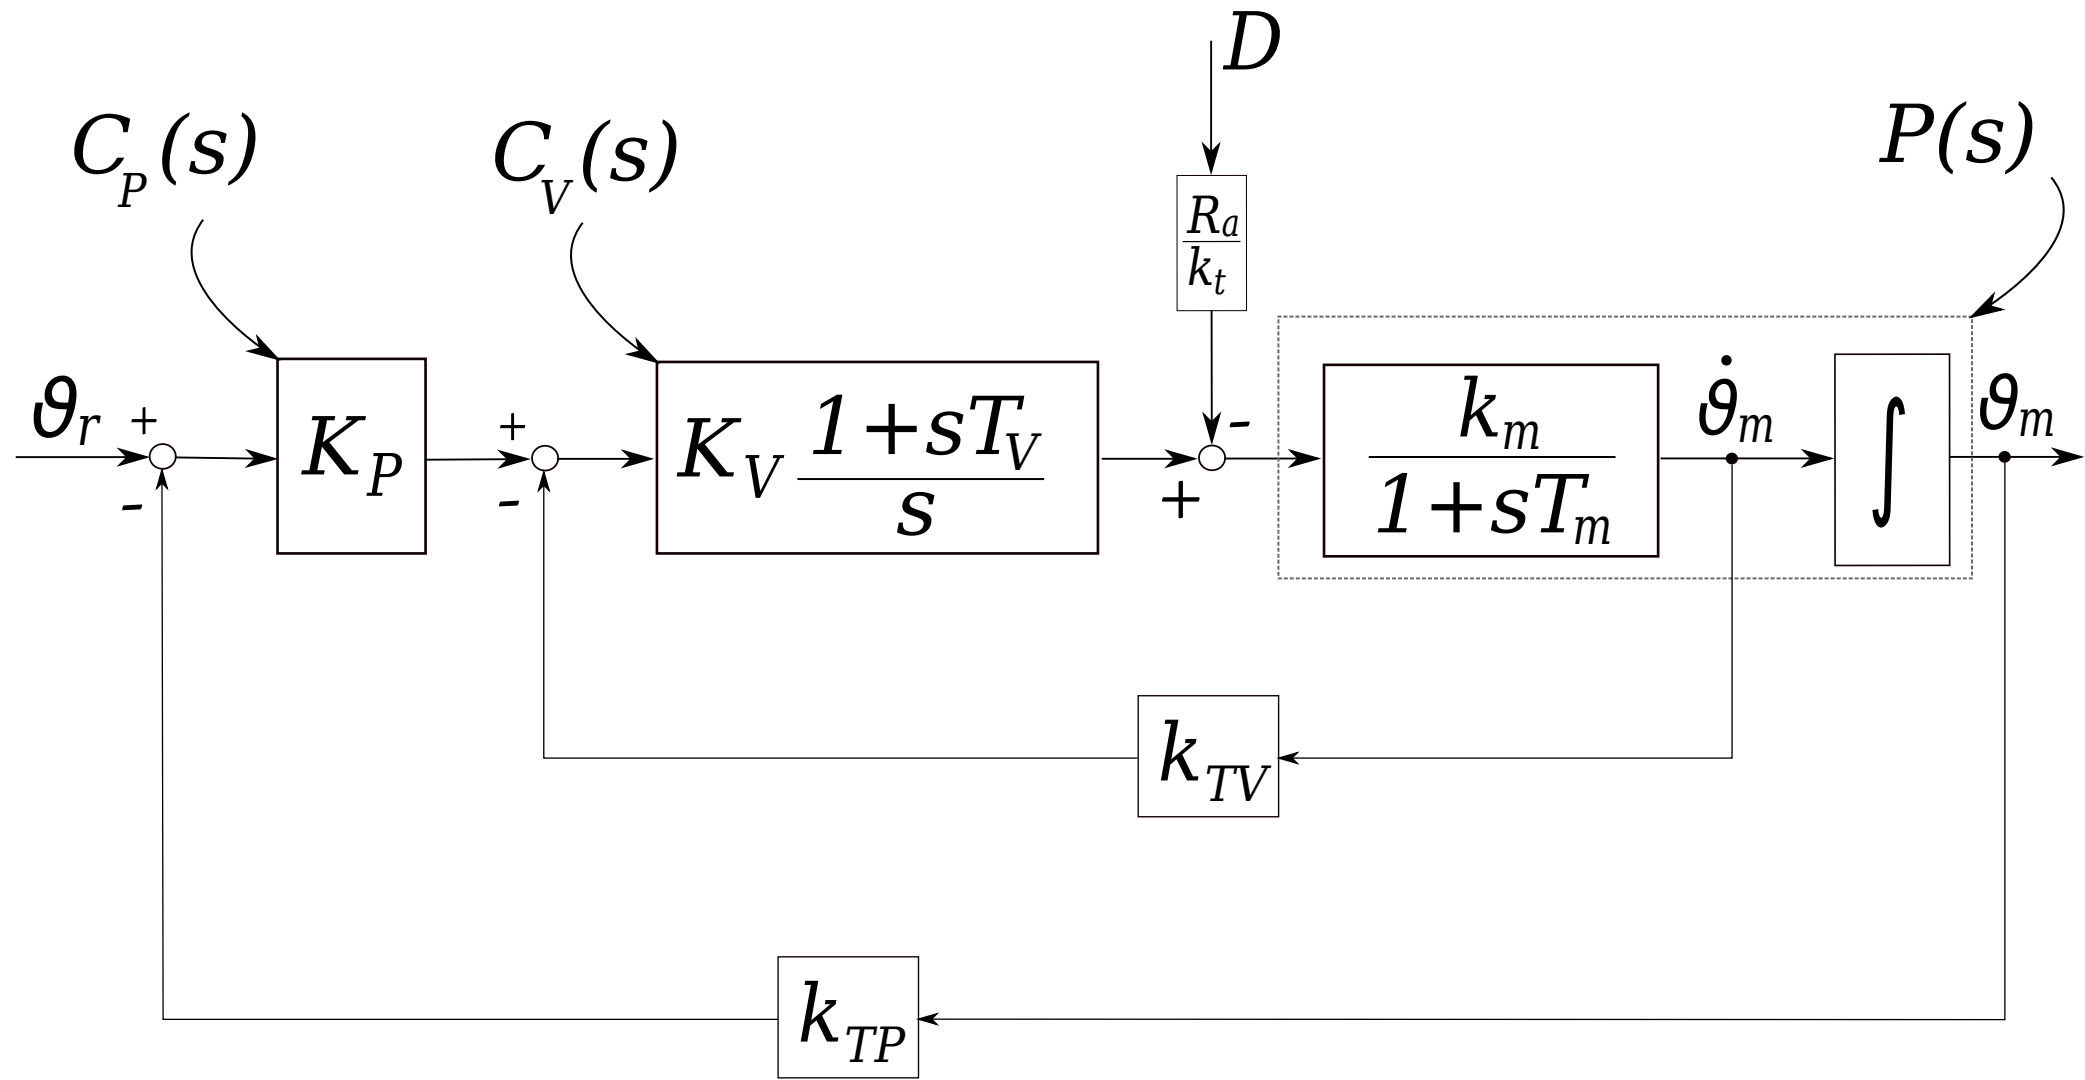 D
C_P(s)
C_V(s)
P(s)
R_a
k_t
ϑ_r
+
-
K_P
+
-
K_V
1+sT_V
s
-
+
k_m
1+sT_m
ϑ̇_m
∫
ϑ_m
k_TV
k_TP